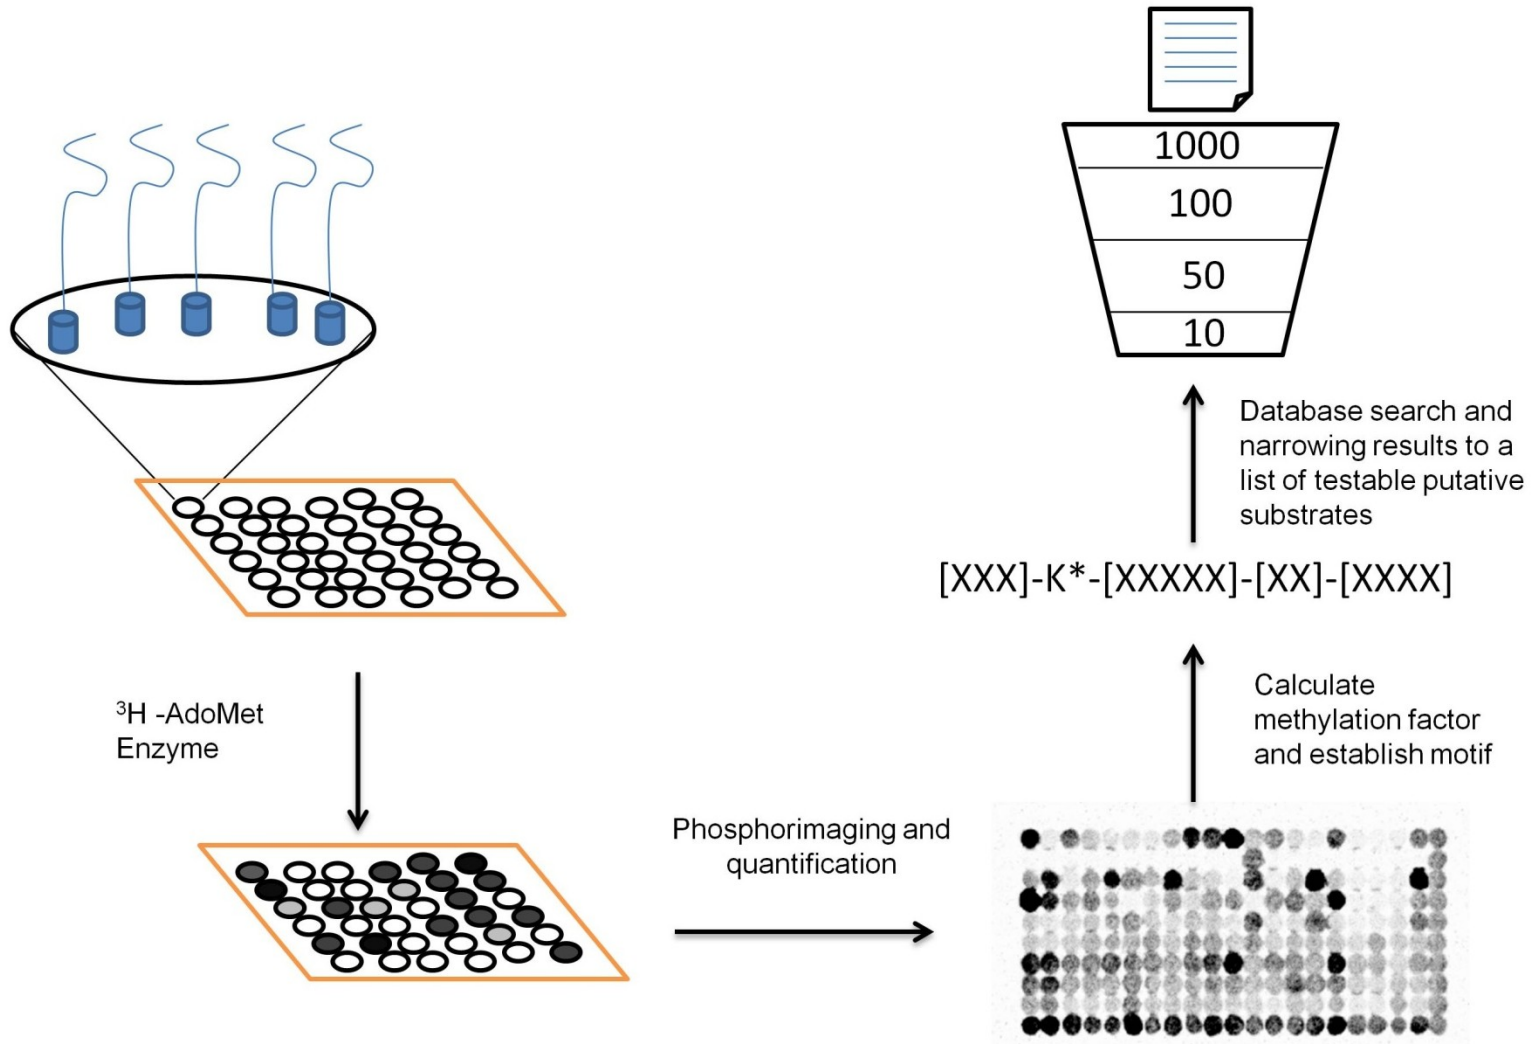 1000
100
50
10
Database search and
narrowing results to a
list of testable putative
substrates
[XXX]-K*-[XXXXX]-[XX]-[XXXX]
³H -AdoMet
Enzyme
Calculate
methylation factor
and establish motif
Phosphorimaging and
quantification